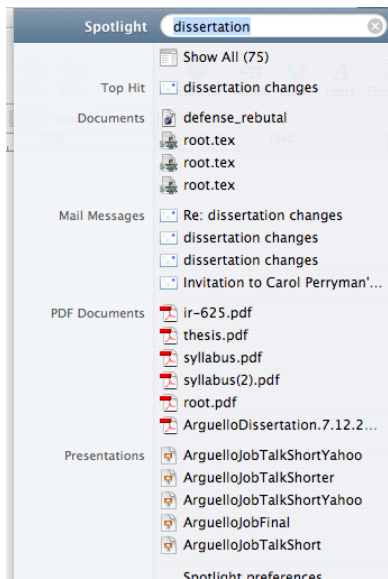 Spotlight dissertation
Show All (75)
Top Hit dissertation changes
Documents defense_rebutal
root.tex
root.tex
root.tex
Mail Messages Re: dissertation changes
dissertation changes
dissertation changes
Invitation to Carol Perryman'...
PDF Documents ir-625.pdf
thesis.pdf
syllabus.pdf
syllabus(2).pdf
root.pdf
ArguelloDissertation.7.12.2...
Presentations ArguelloJobTalkShortYahoo
ArguelloJobTalkShorter
ArguelloJobTalkShortYahoo
ArguelloJobFinal
ArguelloJobTalkShort
Spotlight preferences